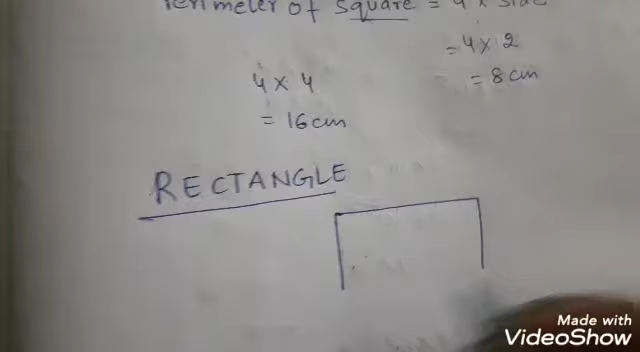 Perimeter of square = 4 × side
= 4 × 2
= 8 cm
4 × 4
= 16 cm
RECTANGLE
Made with
VideoShow